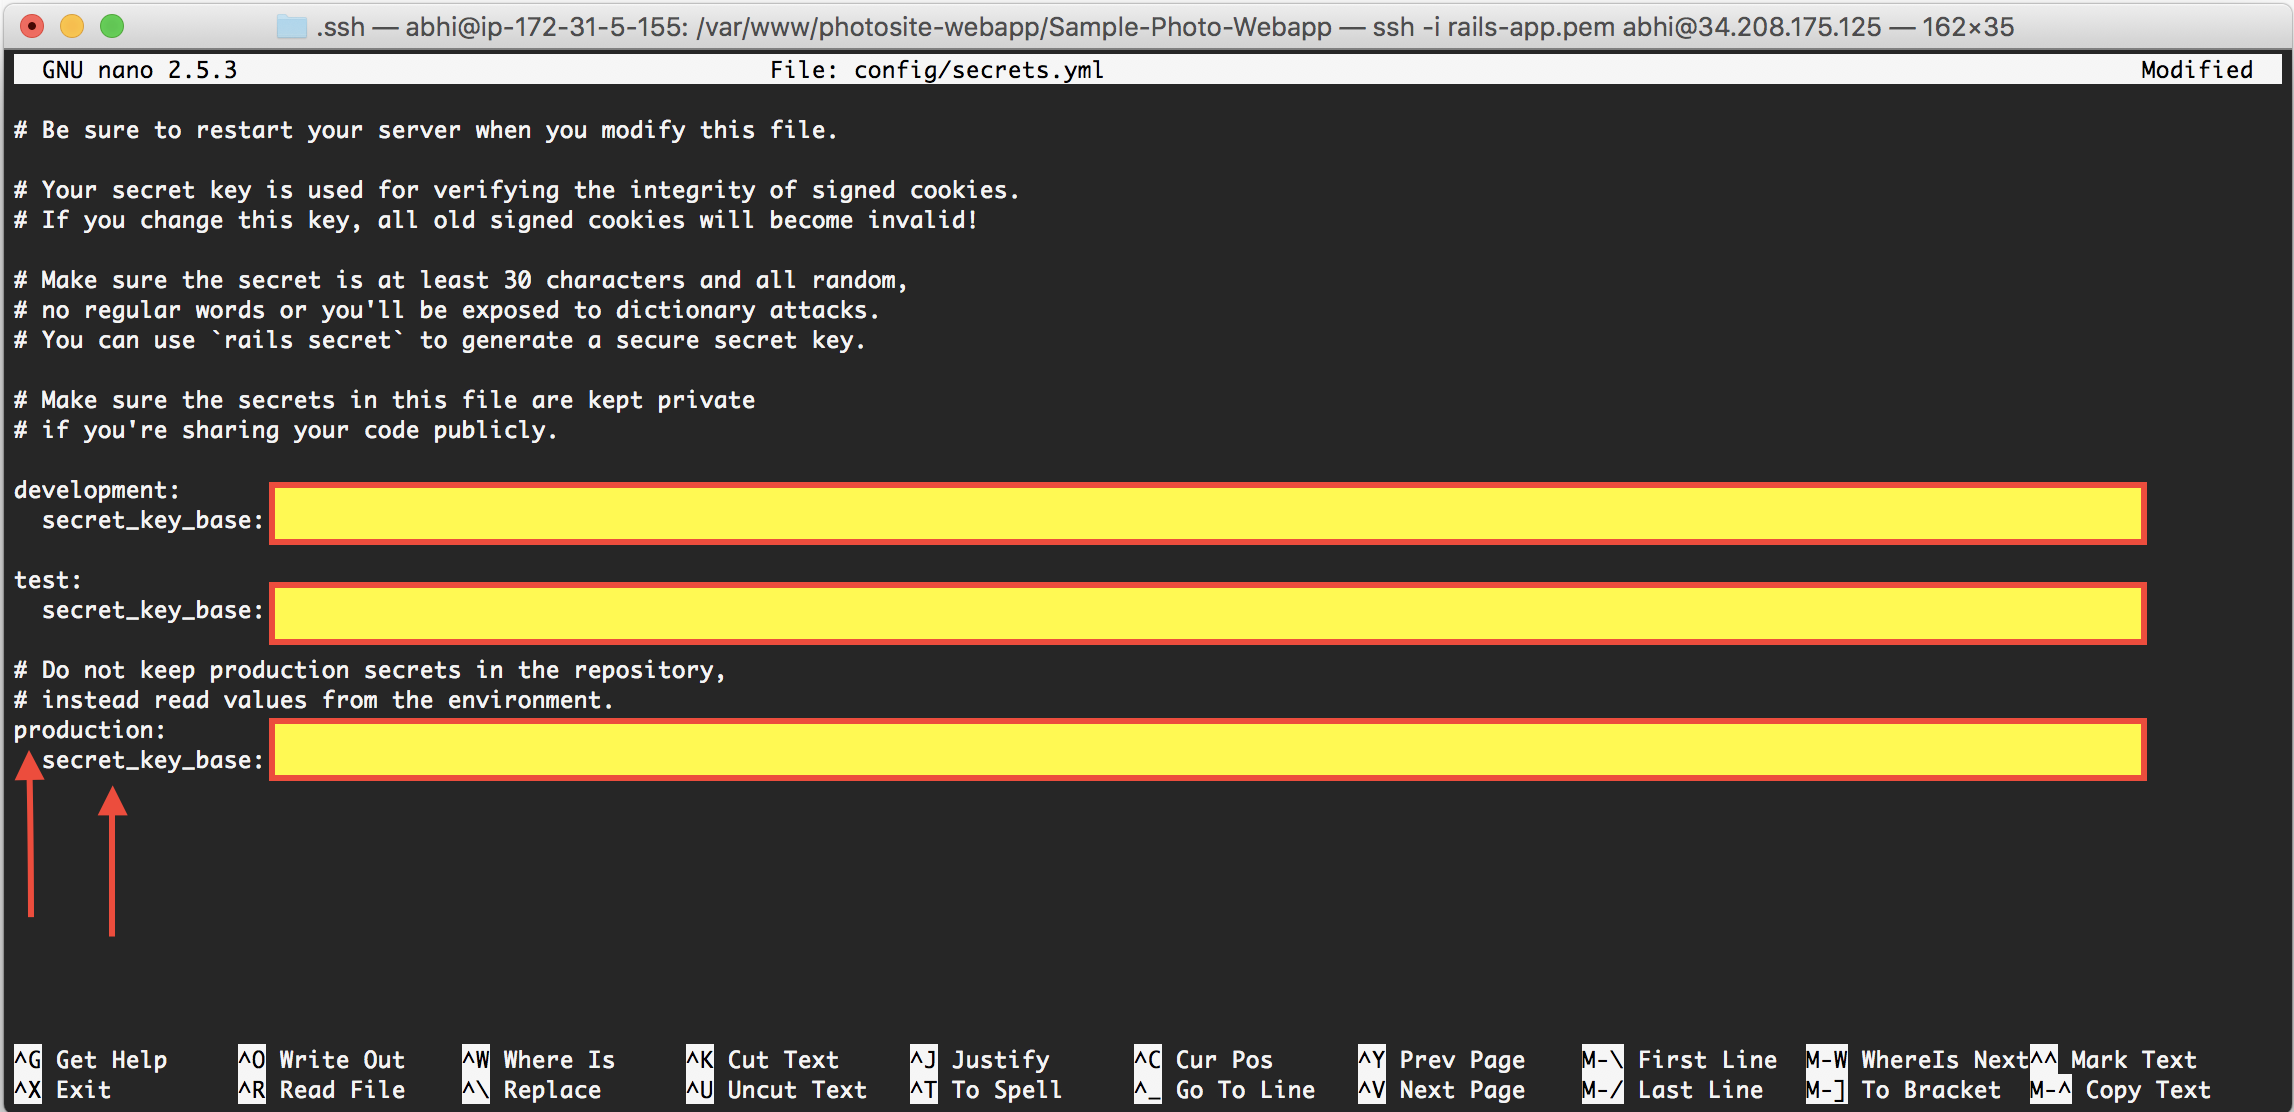 .ssh — abhi@ip-172-31-5-155: /var/www/photosite-webapp/Sample-Photo-Webapp — ssh -i rails-app.pem abhi@34.208.175.125 — 162×35
GNU nano 2.5.3 File: config/secrets.yml Modified
# Be sure to restart your server when you modify this file.
# Your secret key is used for verifying the integrity of signed cookies.
# If you change this key, all old signed cookies will become invalid!
# Make sure the secret is at least 30 characters and all random,
# no regular words or you'll be exposed to dictionary attacks.
# You can use `rails secret` to generate a secure secret key.
# Make sure the secrets in this file are kept private
# if you're sharing your code publicly.
development:
  secret_key_base:
test:
  secret_key_base:
# Do not keep production secrets in the repository,
# instead read values from the environment.
production:
  secret_key_base:
^G Get Help ^O Write Out ^W Where Is ^K Cut Text ^J Justify ^C Cur Pos ^Y Prev Page M-\ First Line M-W WhereIs Next ^^ Mark Text
^X Exit ^R Read File ^\ Replace ^U Uncut Text ^T To Spell ^_ Go To Line ^V Next Page M-/ Last Line M-] To Bracket M-^ Copy Text